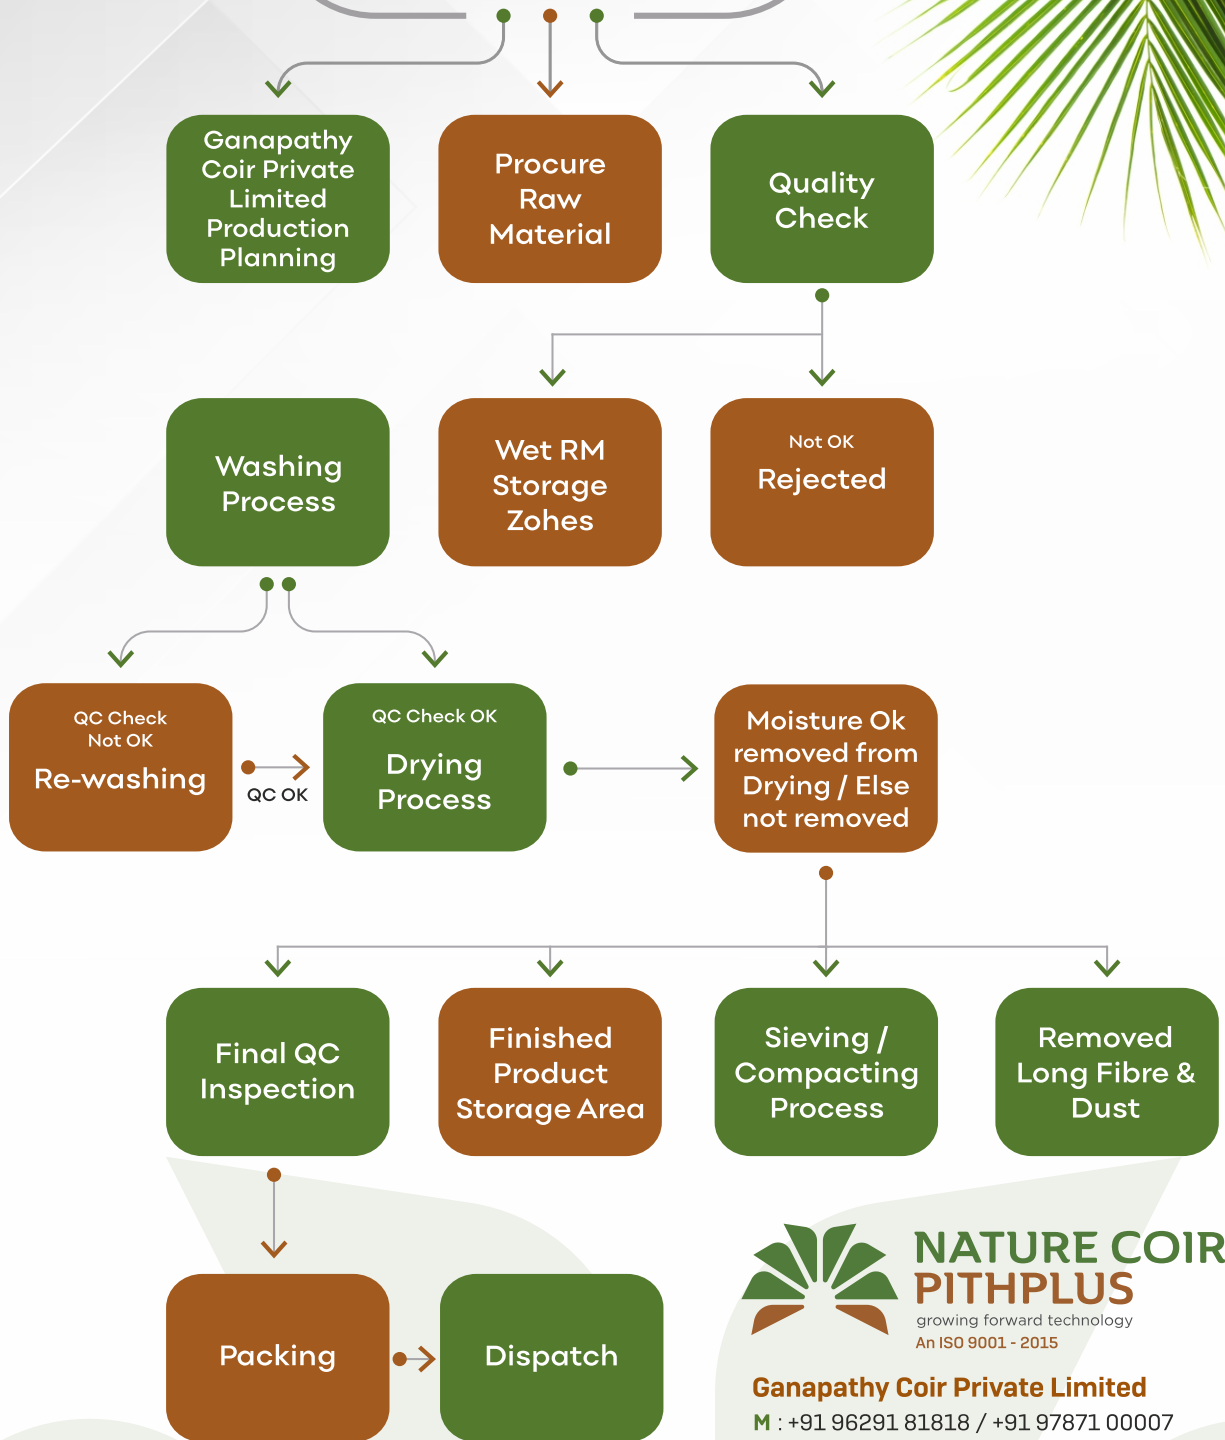 Ganapathy
Coir Private
Limited
Production
Planning
Procure
Raw
Material
Quality
Check
Washing
Process
Wet RM
Storage
Zohes
Not OK
Rejected
QC Check
Not OK
Re-washing
QC OK
QC Check OK
Drying
Process
Moisture Ok
removed from
Drying / Else
not removed
Final QC
Inspection
Finished
Product
Storage Area
Sieving /
Compacting
Process
Removed
Long Fibre &
Dust
Packing
Dispatch
NATURE COIR
PITHPLUS
growing forward technology
An ISO 9001 - 2015
Ganapathy Coir Private Limited
M : +91 96291 81818 / +91 97871 00007